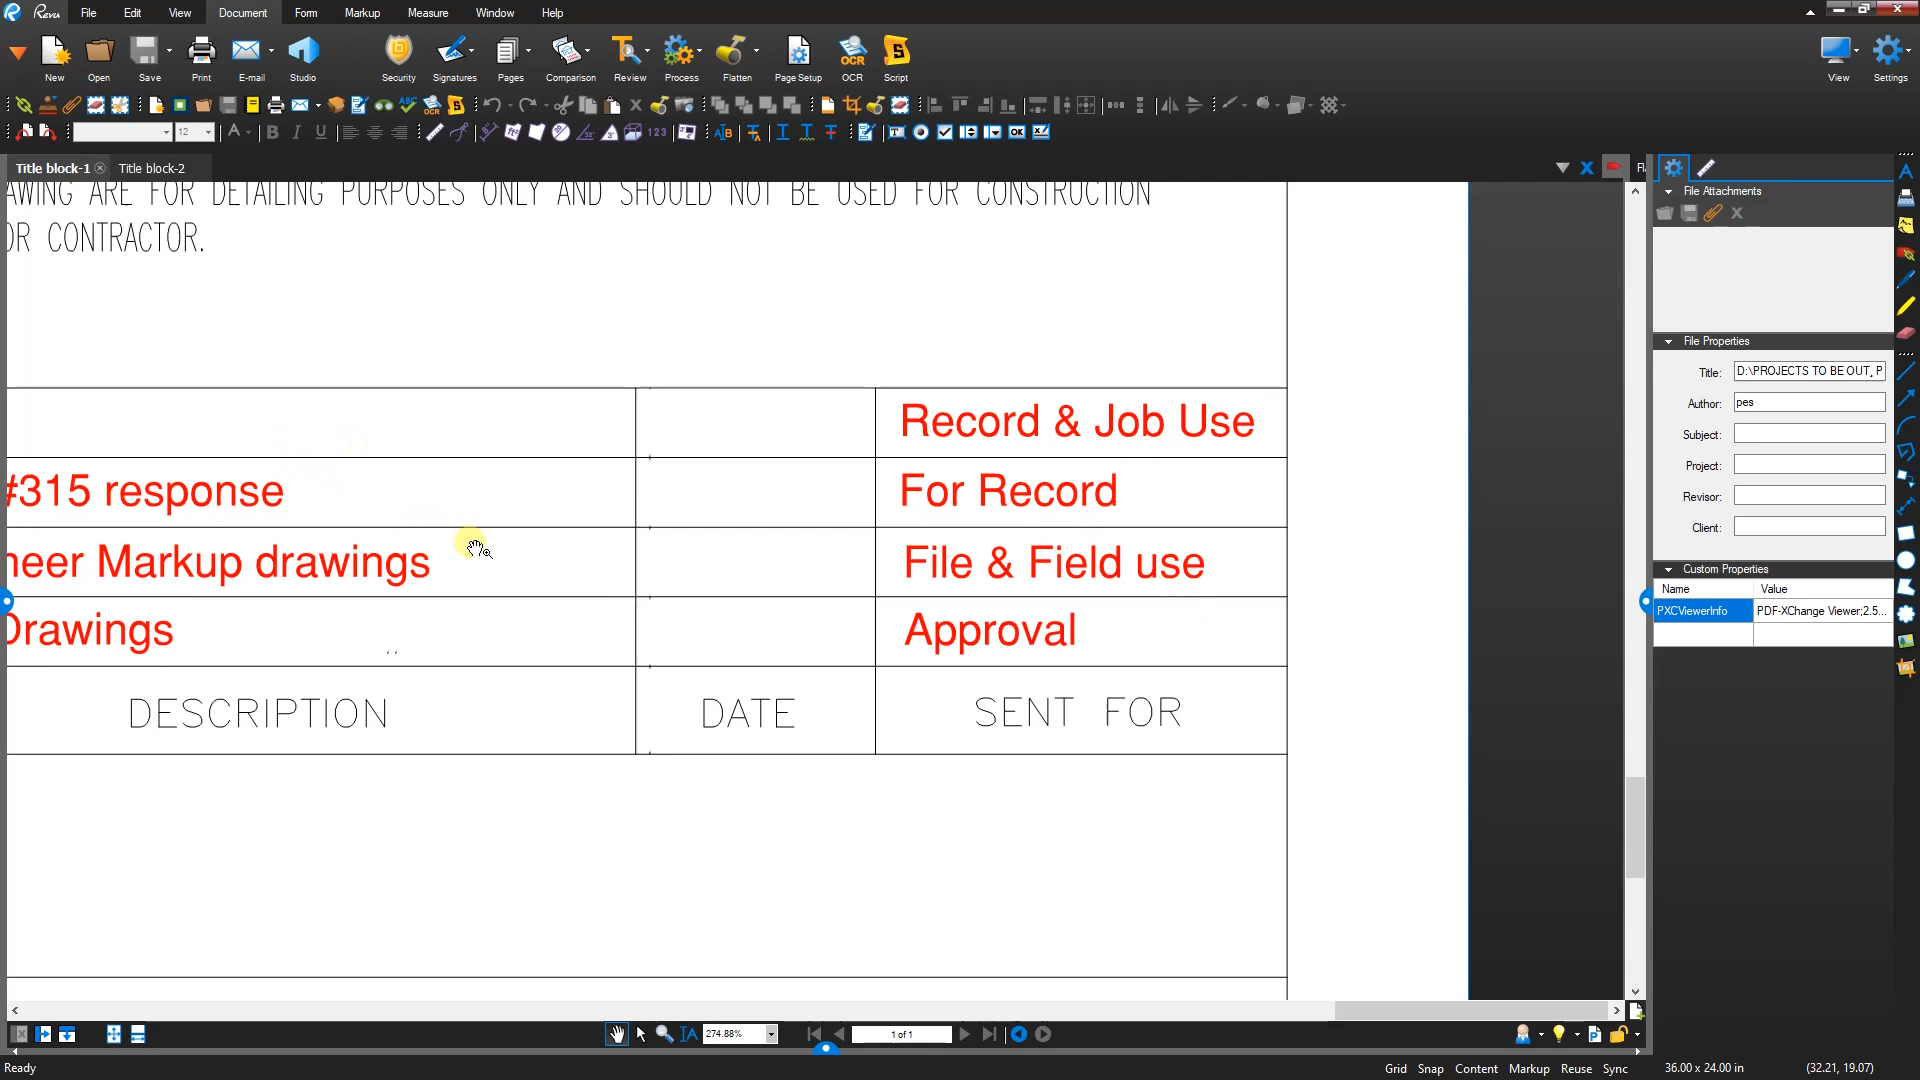 Revu File Edit View Document Form Markup Measure Window Help
New Open Save Print E-mail Studio Security Signatures Pages Comparison Review Process Flatten Page Setup OCR Script View Settings
12
Title block-1 Title block-2
AWING ARE FOR DETAILING PURPOSES ONLY AND SHOULD NOT BE USED FOR CONSTRUCTION
OR CONTRACTOR.
Record & Job Use
#315 response For Record
neer Markup drawings File & Field use
Drawings Approval
DESCRIPTION DATE SENT FOR
File Attachments
File Properties
Title: D:\PROJECTS TO BE OUT_P
Author: pes
Subject:
Project:
Revisor:
Client:
Custom Properties
Name Value
PXCViewerInfo PDF-XChange Viewer;2.5...
274.88% 1 of 1
Ready Grid Snap Content Markup Reuse Sync 36.00 x 24.00 in (32.21, 19.07)